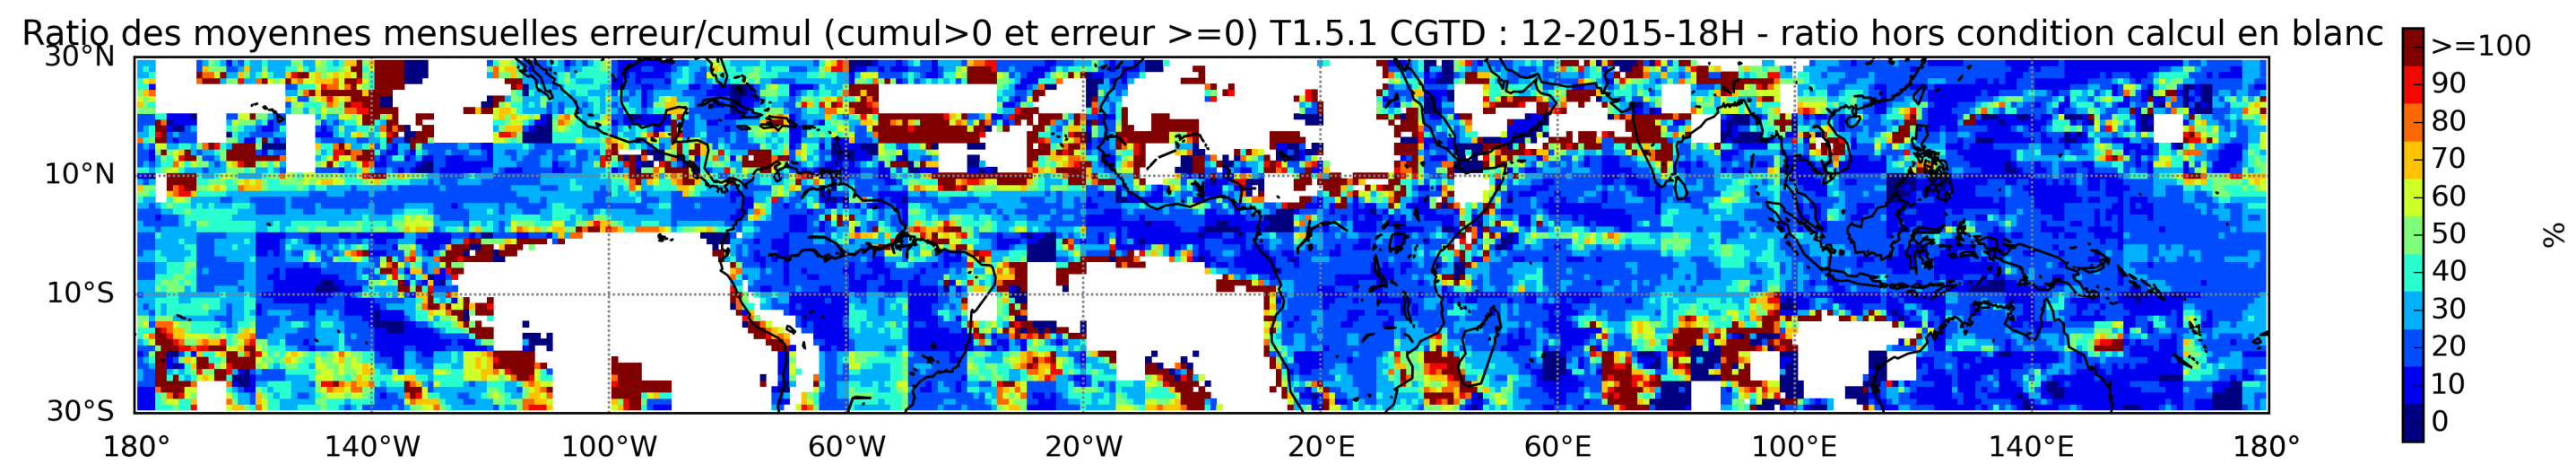 Ratio des moyennes mensuelles erreur/cumul (cumul>0 et erreur >=0) T1.5.1 CGTD : 12-2015-18H - ratio hors condition calcul en blanc
30°N
10°N
10°S
30°S
180° 140°W 100°W 60°W 20°W 20°E 60°E 100°E 140°E 180°
>=100
90
80
70
60
50
40
30
20
10
0
%